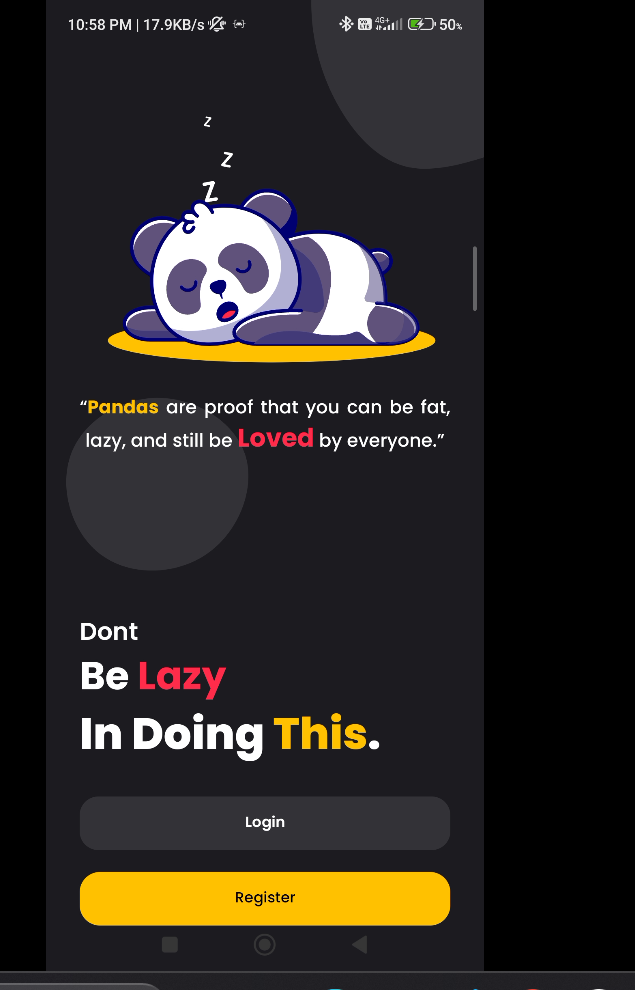 10:58 PM | 17.9KB/s
4G+
50%
z
z
z
“Pandas are proof that you can be fat,
lazy, and still be Loved by everyone.”
Dont
Be Lazy
In Doing This.
Login
Register